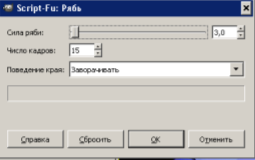 Script-Fu: Рябь
Сила ряби: 3,0
Число кадров: 15
Поведение края: Заворачивать
Справка Сбросить OK Отменить